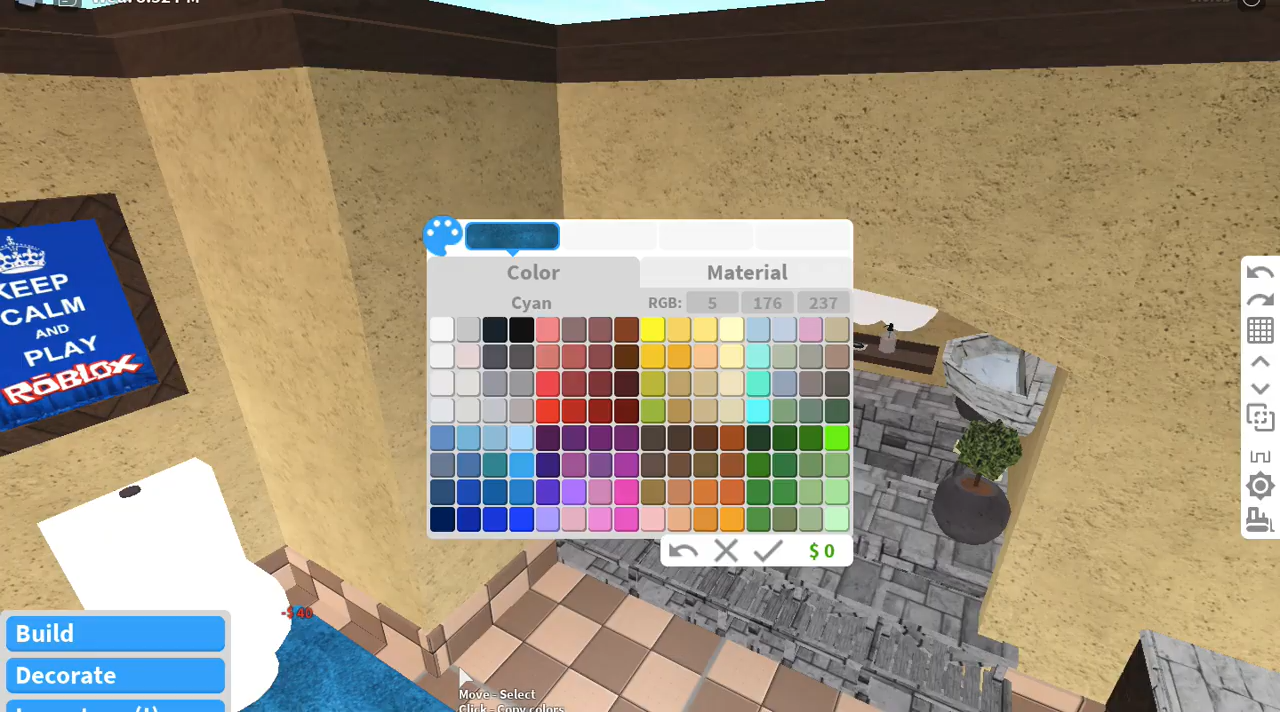 KEEP
CALM
AND
PLAY
ROBLOX
Color
Material
Cyan
RGB: 5 176 237
$ 0
-$ 40
Build
Decorate
Move - Select
Click - Copy colors